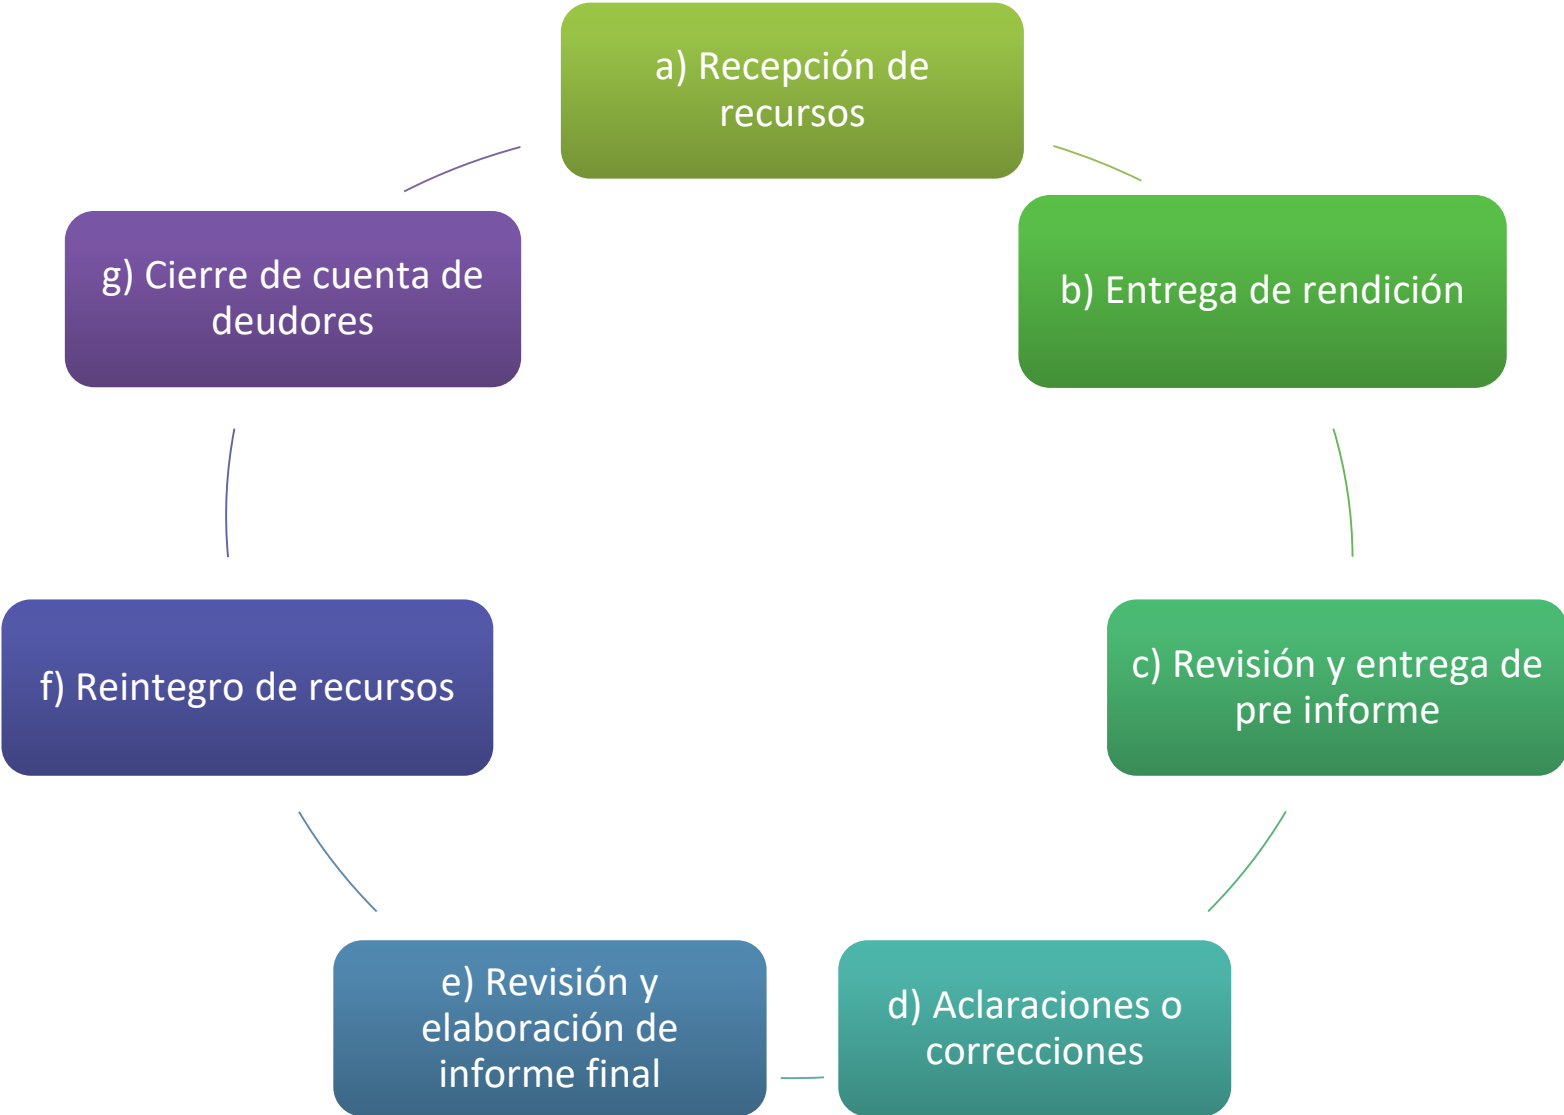 a) Recepción de
recursos
b) Entrega de rendición
c) Revisión y entrega de
pre informe
d) Aclaraciones o
correcciones
e) Revisión y
elaboración de
informe final
f) Reintegro de recursos
g) Cierre de cuenta de
deudores